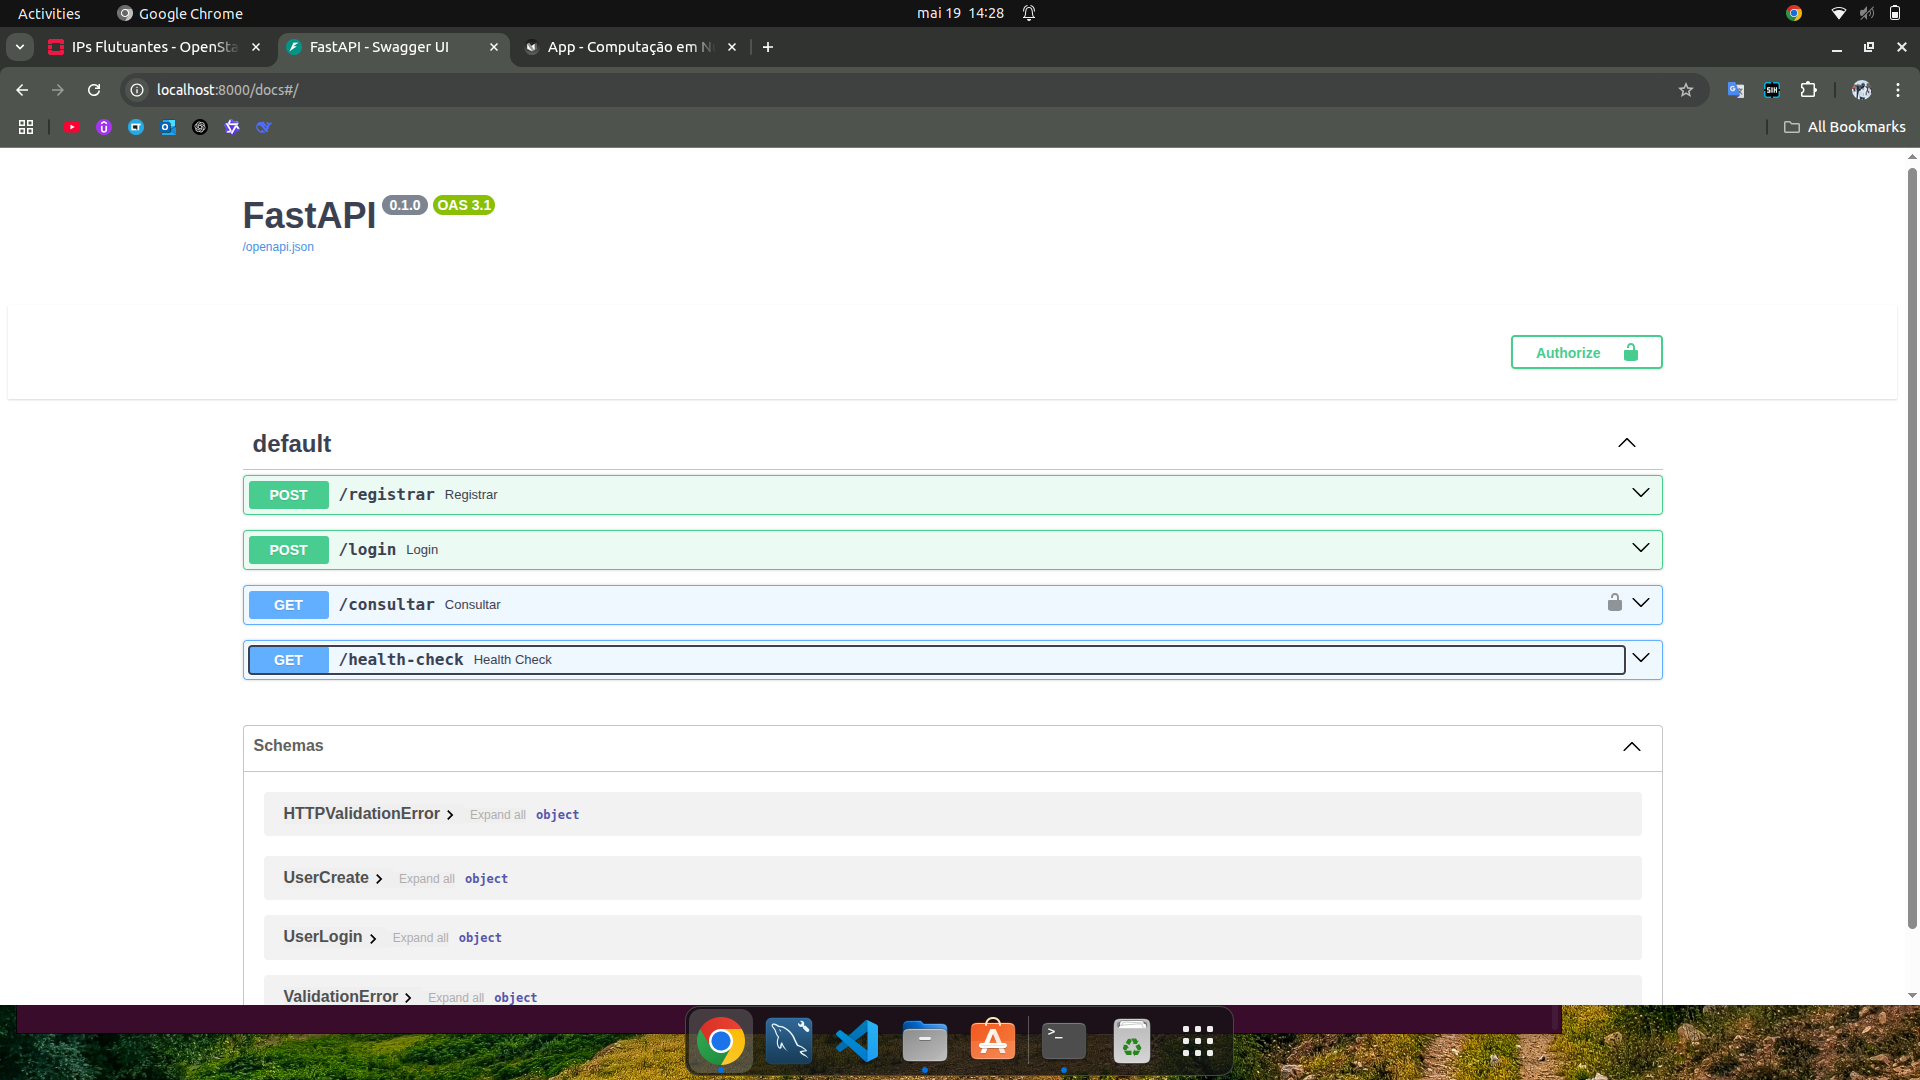 Activities
Google Chrome
mai 19 14:28
IPs Flutuantes - OpenSta
FastAPI - Swagger UI
App - Computação em N
localhost:8000/docs#/
All Bookmarks
FastAPI 0.1.0 OAS 3.1
/openapi.json
Authorize
default
POST /registrar Registrar
POST /login Login
GET /consultar Consultar
GET /health-check Health Check
Schemas
HTTPValidationError Expand all object
UserCreate Expand all object
UserLogin Expand all object
ValidationError Expand all object